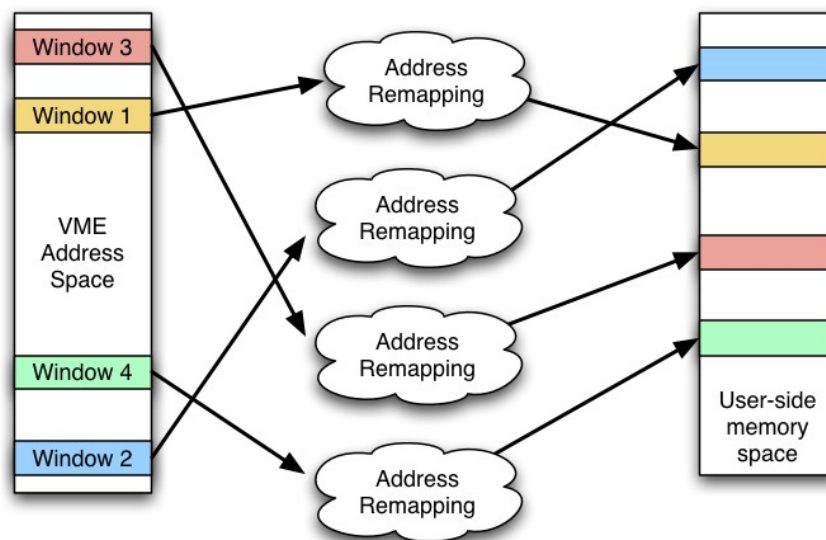 Window 3
Window 1
VME
Address
Space
Window 4
Window 2
Address
Remapping
Address
Remapping
Address
Remapping
Address
Remapping
User-side
memory
space